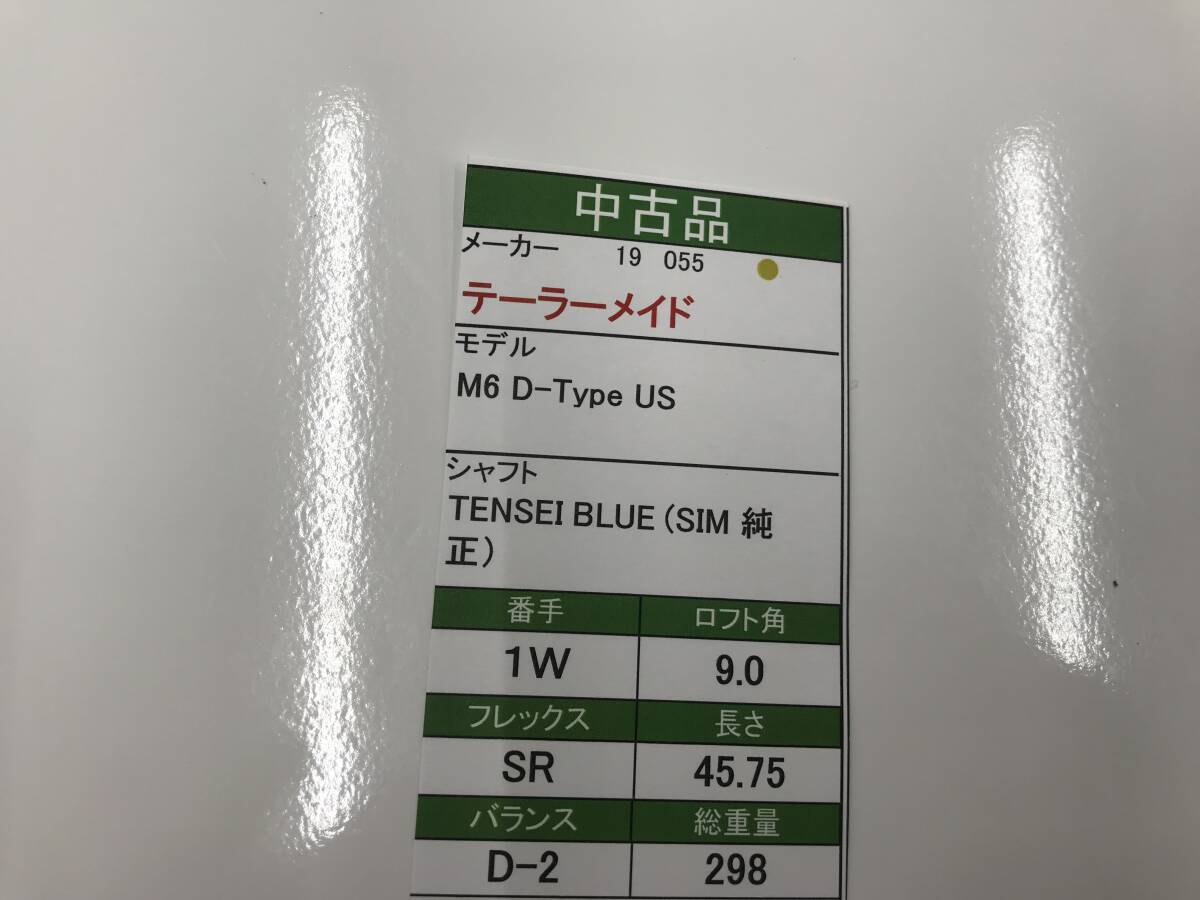 中古品
メーカー 19 055
テーラーメイド
モデル
M6 D-Type US
シャフト
TENSEI BLUE (SIM 純
正)
番手 ロフト角
1W 9.0
フレックス 長さ
SR 45.75
バランス 総重量
D-2 298